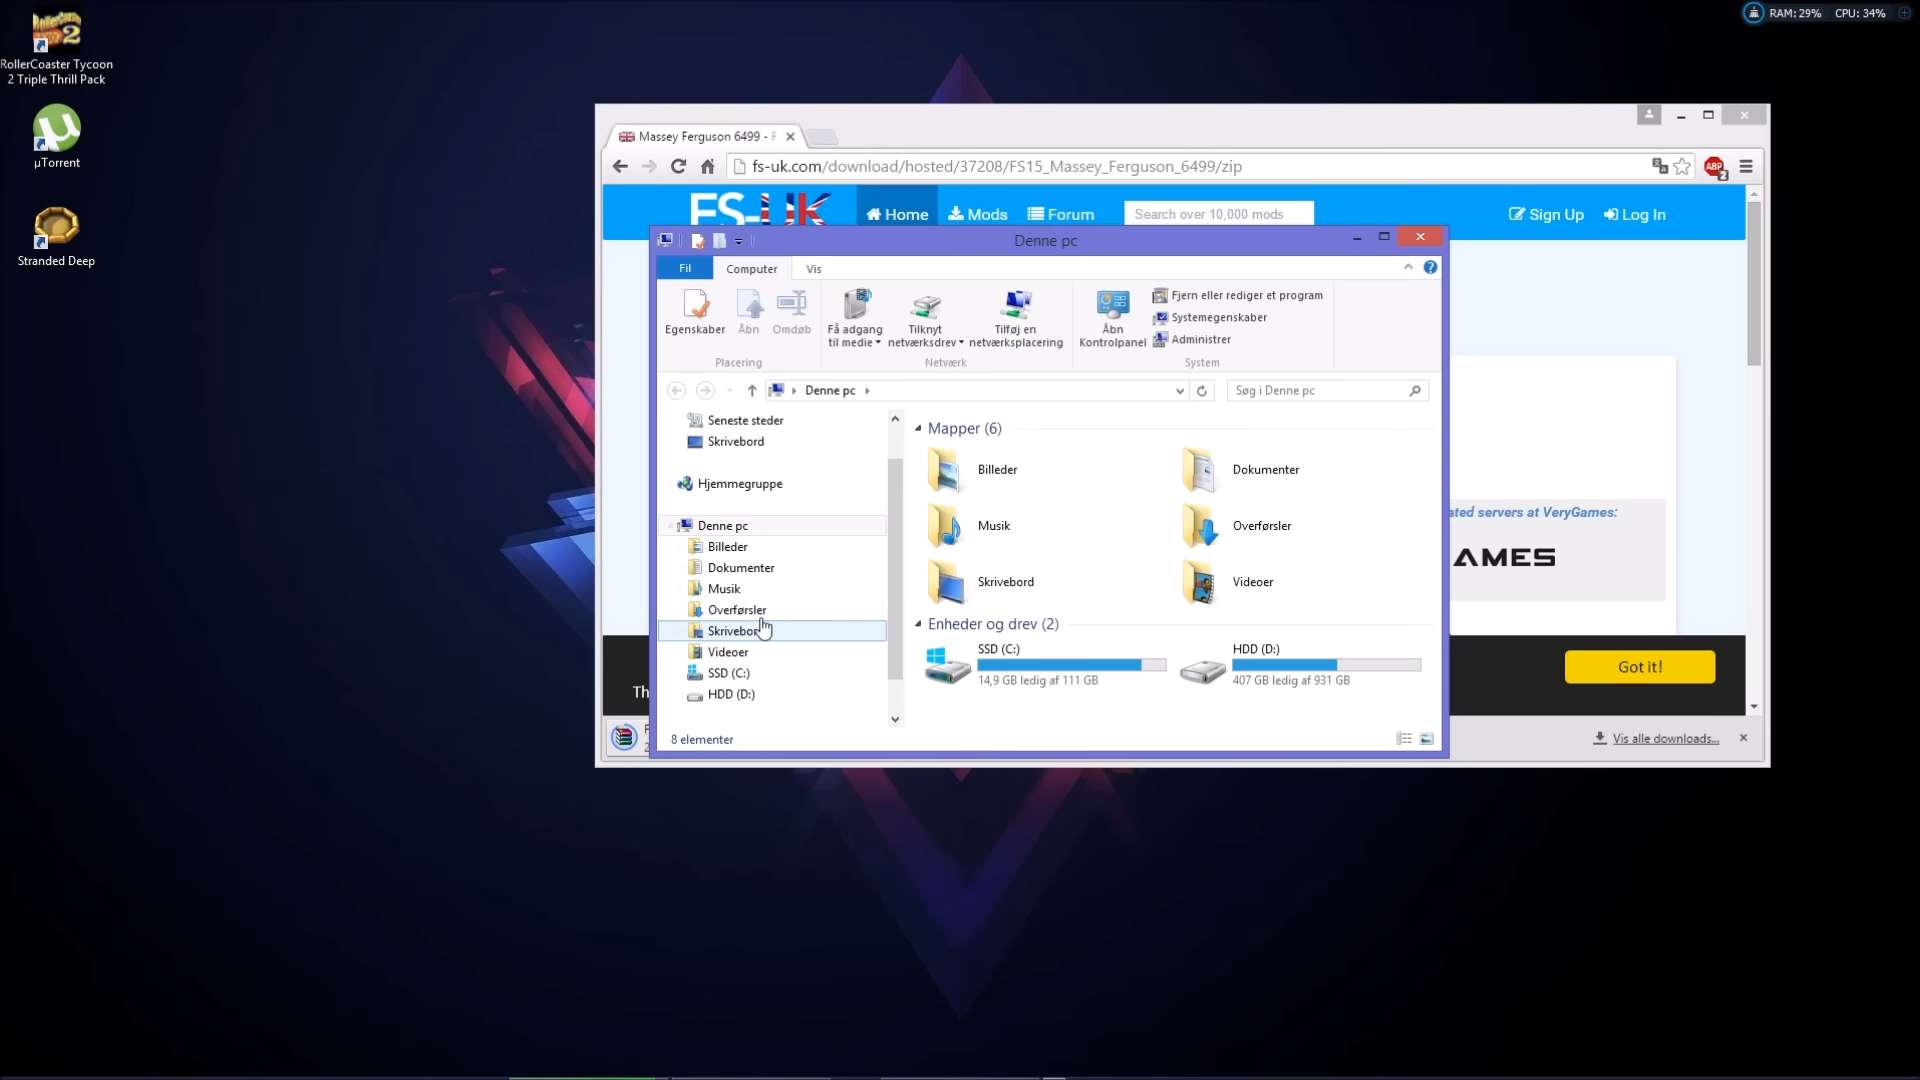 RollerCoaster Tycoon
2 Triple Thrill Pack
µTorrent
Stranded Deep
RAM: 29% CPU: 34%
Massey Ferguson 6499 - F
fs-uk.com/download/hosted/37208/FS15_Massey_Ferguson_6499/zip
ABP
2
FS-UK
Home
Mods
Forum
Search over 10,000 mods
Sign Up
Log In
Denne pc
Fil
Computer
Vis
Egenskaber
Åbn
Omdøb
Placering
Få adgang
til medie
Tilknyt
netværksdrev
Tilføj en
netværksplacering
Netværk
Åbn
Kontrolpanel
Fjern eller rediger et program
Systemegenskaber
Administrer
System
Denne pc
Søg i Denne pc
Seneste steder
Skrivebord
Hjemmegruppe
Denne pc
Billeder
Dokumenter
Musik
Overførsler
Skrivebor
Videoer
SSD (C:)
HDD (D:)
Mapper (6)
Billeder
Dokumenter
Musik
Overførsler
Skrivebord
Videoer
Enheder og drev (2)
SSD (C:)
14,9 GB ledig af 111 GB
HDD (D:)
407 GB ledig af 931 GB
8 elementer
ated servers at VeryGames:
AMES
Th
Got it!
Vis alle downloads...